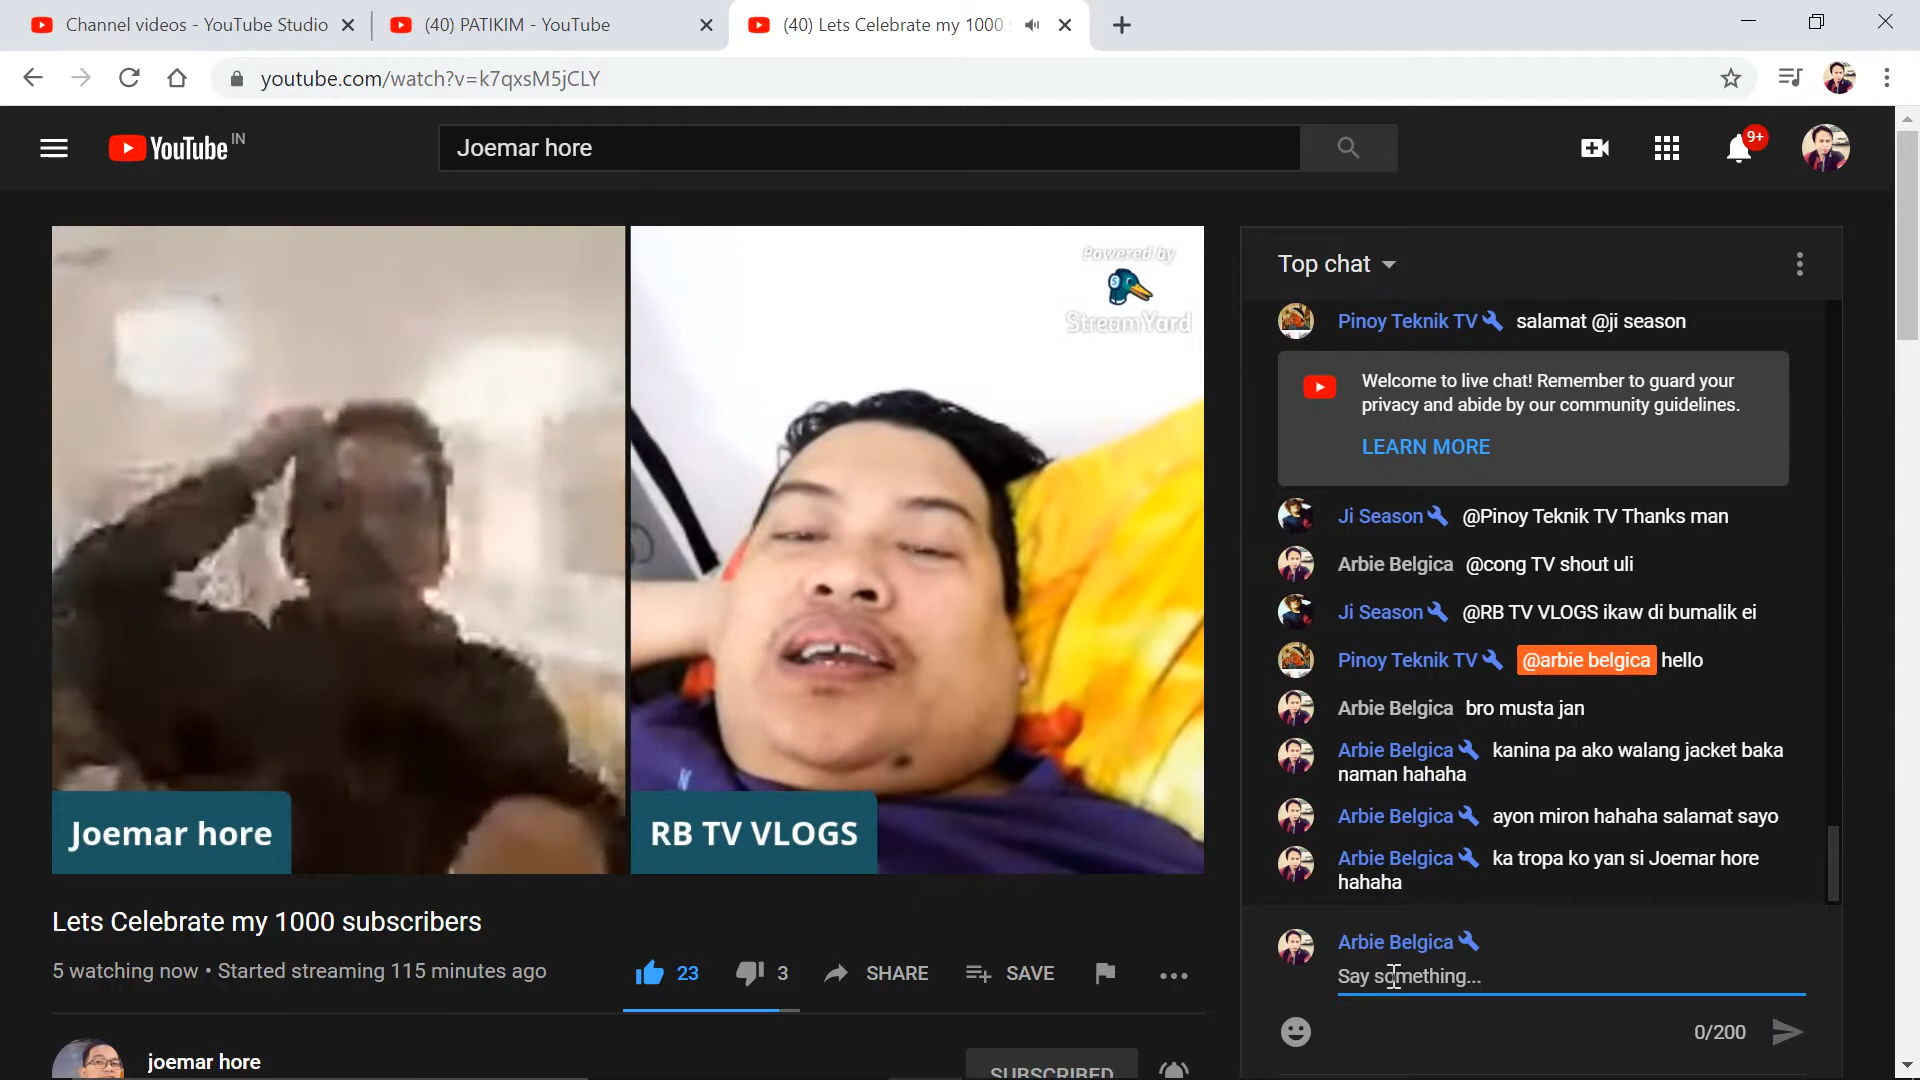 Channel videos - YouTube Studio
(40) PATIKIM - YouTube
(40) Lets Celebrate my 1000
youtube.com/watch?v=k7qxsM5jCLY
YouTube IN
Joemar hore
9+
Powered by
StreamYard
Joemar hore
RB TV VLOGS
Lets Celebrate my 1000 subscribers
5 watching now • Started streaming 115 minutes ago
23
3
SHARE
SAVE
joemar hore
SUBSCRIBED
Top chat
Pinoy Teknik TV salamat @ji season
Welcome to live chat! Remember to guard your
privacy and abide by our community guidelines.
LEARN MORE
Ji Season @Pinoy Teknik TV Thanks man
Arbie Belgica @cong TV shout uli
Ji Season @RB TV VLOGS ikaw di bumalik ei
Pinoy Teknik TV @arbie belgica hello
Arbie Belgica bro musta jan
Arbie Belgica kanina pa ako walang jacket baka
naman hahaha
Arbie Belgica ayon miron hahaha salamat sayo
Arbie Belgica ka tropa ko yan si Joemar hore
hahaha
Arbie Belgica
Say something...
0/200